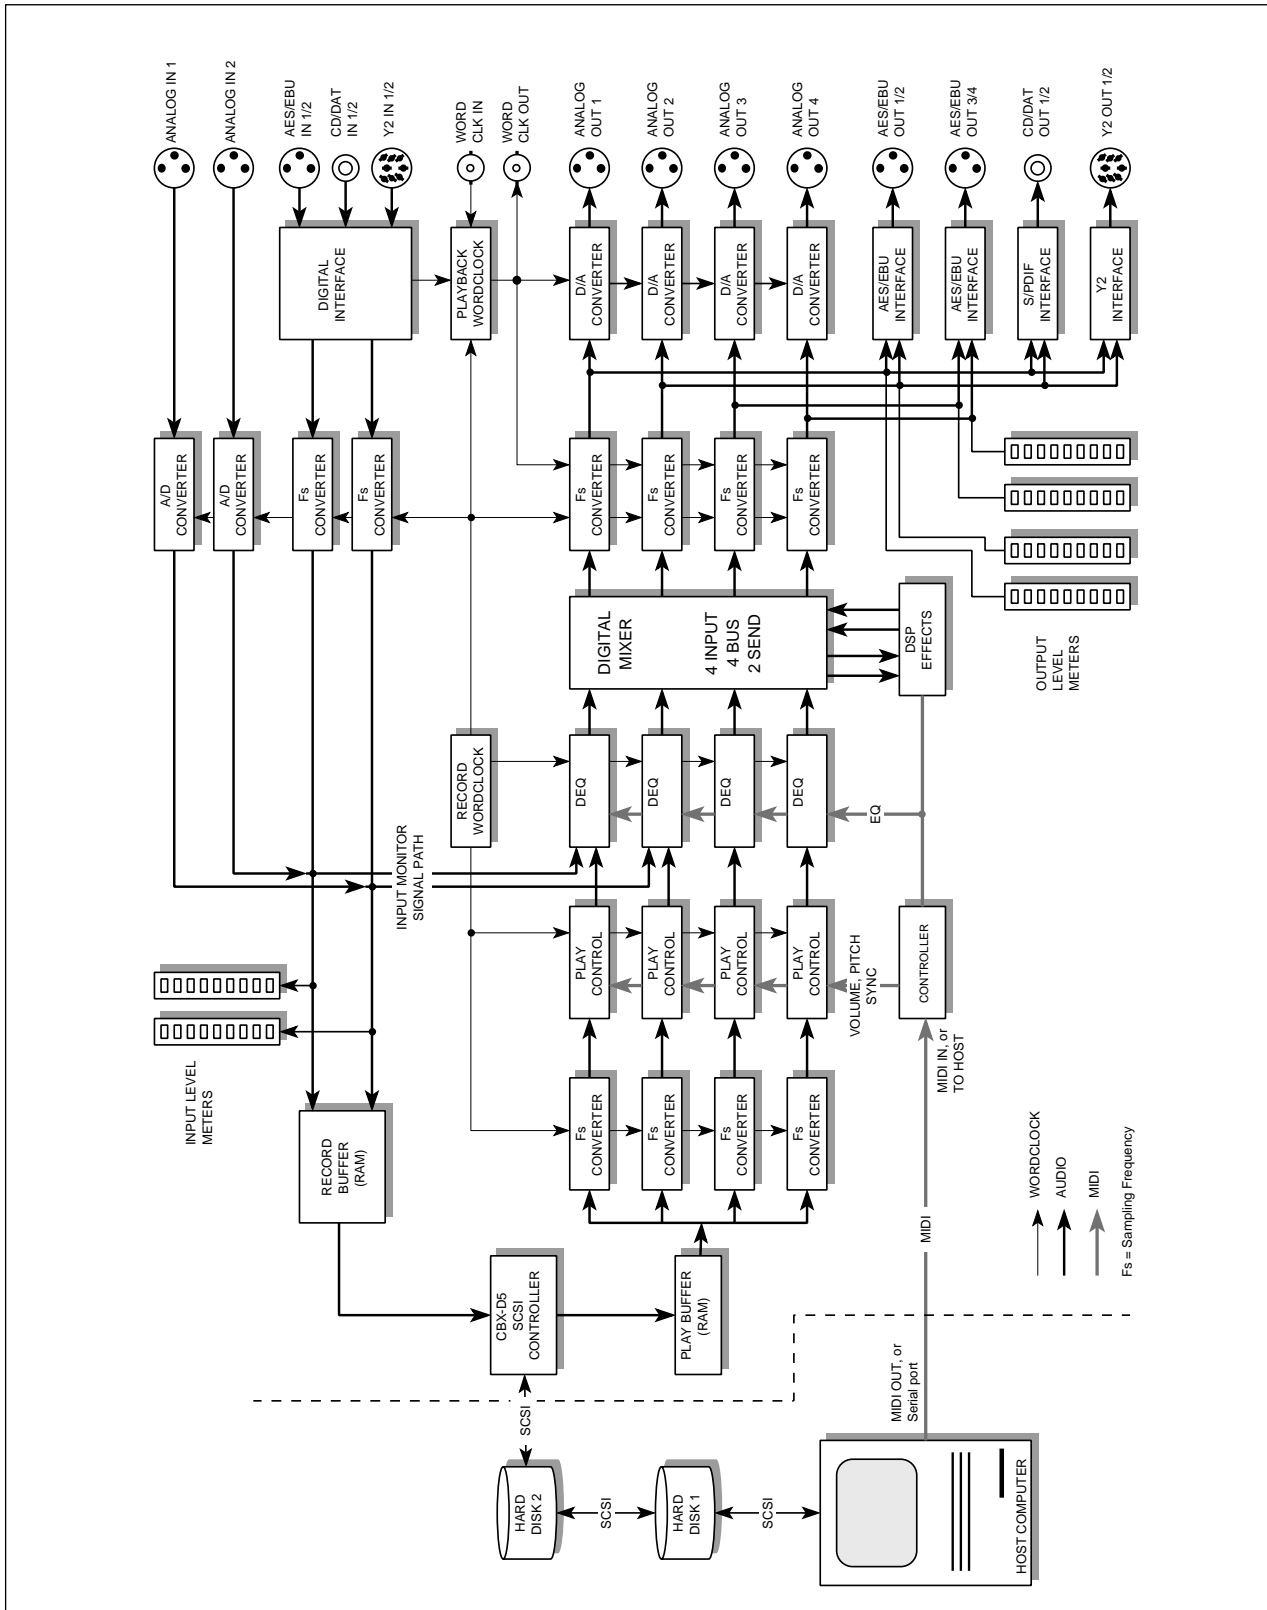 ANALOG IN 1
ANALOG IN 2
AES/EBU
IN 1/2
CD/DAT
IN 1/2
Y2 IN 1/2
WORD
CLK IN
WORD
CLK OUT
ANALOG
OUT 1
ANALOG
OUT 2
ANALOG
OUT 3
ANALOG
OUT 4
AES/EBU
OUT 1/2
AES/EBU
OUT 3/4
CD/DAT
OUT 1/2
Y2 OUT 1/2
DIGITAL
INTERFACE
PLAYBACK
WORDCLOCK
D/A
CONVERTER
D/A
CONVERTER
D/A
CONVERTER
D/A
CONVERTER
AES/EBU
INTERFACE
AES/EBU
INTERFACE
S/PDIF
INTERFACE
Y2
INTERFACE
A/D
CONVERTER
A/D
CONVERTER
Fs
CONVERTER
Fs
CONVERTER
Fs
CONVERTER
Fs
CONVERTER
Fs
CONVERTER
Fs
CONVERTER
DIGITAL
MIXER
4 INPUT
4 BUS
2 SEND
DSP
EFFECTS
OUTPUT
LEVEL
METERS
RECORD
WORDCLOCK
DEQ
DEQ
DEQ
DEQ
EQ
INPUT MONITOR
SIGNAL PATH
PLAY
CONTROL
PLAY
CONTROL
PLAY
CONTROL
PLAY
CONTROL
VOLUME, PITCH
SYNC
CONTROLLER
INPUT LEVEL
METERS
RECORD
BUFFER
(RAM)
Fs
CONVERTER
Fs
CONVERTER
Fs
CONVERTER
Fs
CONVERTER
MIDI IN, or
TO HOST
CBX-D5
SCSI
CONTROLLER
PLAY BUFFER
(RAM)
MIDI
WORDCLOCK
AUDIO
MIDI
Fs = Sampling Frequency
SCSI
MIDI OUT, or
Serial port
HARD
DISK 2
SCSI
HARD
DISK 1
SCSI
HOST COMPUTER